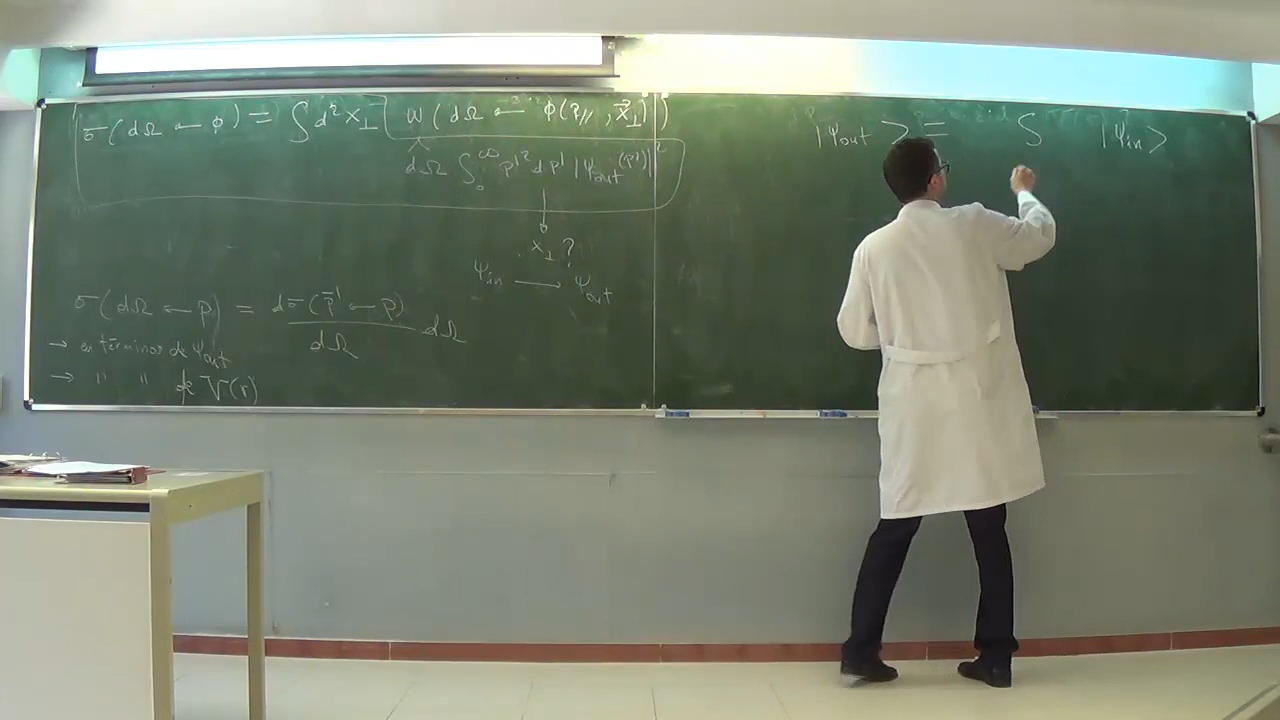 σ(dΩ ← φ) = ∫d²x⊥ w(dΩ ← φ(p∥, x⃗⊥))
dΩ ∫₀^∞ p'² dp' |ψout(p')|²
x⊥ ?
ψin → ψout
σ(dΩ ← p) = dσ(p̄' ← p)/dΩ dΩ
→ en términos de ψout
→ " " de V(r)
|ψout> = S |ψin>